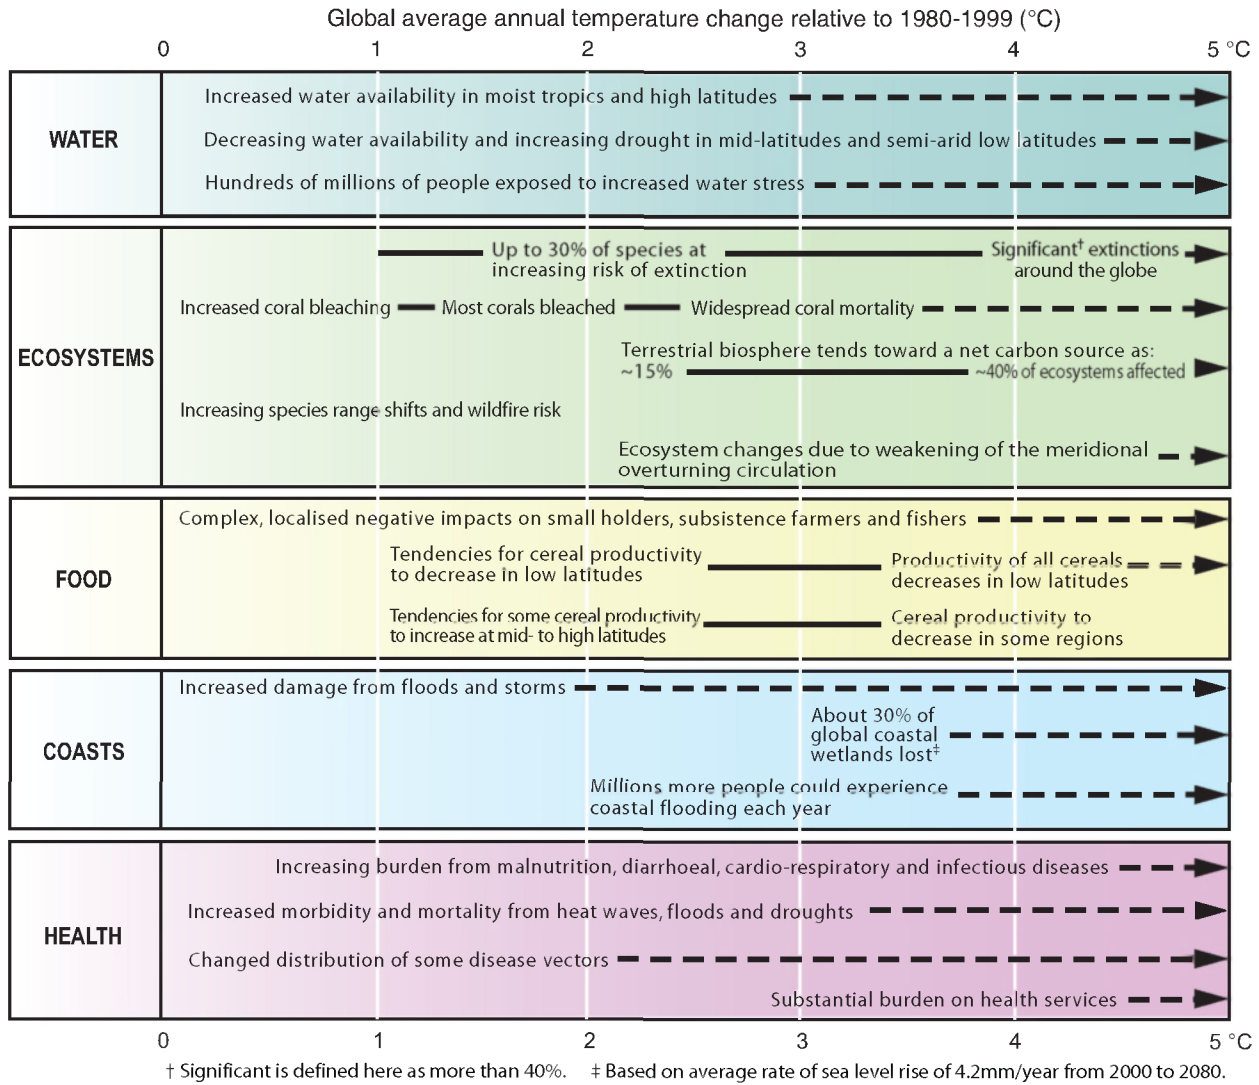 Global average annual temperature change relative to 1980-1999 (°C)
0 1 2 3 4 5 °C
WATER
Increased water availability in moist tropics and high latitudes
Decreasing water availability and increasing drought in mid-latitudes and semi-arid low latitudes
Hundreds of millions of people exposed to increased water stress
ECOSYSTEMS
Up to 30% of species at
increasing risk of extinction
Significant† extinctions
around the globe
Increased coral bleaching
Most corals bleached
Widespread coral mortality
Terrestrial biosphere tends toward a net carbon source as:
~15%
~40% of ecosystems affected
Increasing species range shifts and wildfire risk
Ecosystem changes due to weakening of the meridional
overturning circulation
FOOD
Complex, localised negative impacts on small holders, subsistence farmers and fishers
Tendencies for cereal productivity
to decrease in low latitudes
Productivity of all cereals
decreases in low latitudes
Tendencies for some cereal productivity
to increase at mid- to high latitudes
Cereal productivity to
decrease in some regions
COASTS
Increased damage from floods and storms
About 30% of
global coastal
wetlands lost‡
Millions more people could experience
coastal flooding each year
HEALTH
Increasing burden from malnutrition, diarrhoeal, cardio-respiratory and infectious diseases
Increased morbidity and mortality from heat waves, floods and droughts
Changed distribution of some disease vectors
Substantial burden on health services
0 1 2 3 4 5 °C
† Significant is defined here as more than 40%. ‡ Based on average rate of sea level rise of 4.2mm/year from 2000 to 2080.